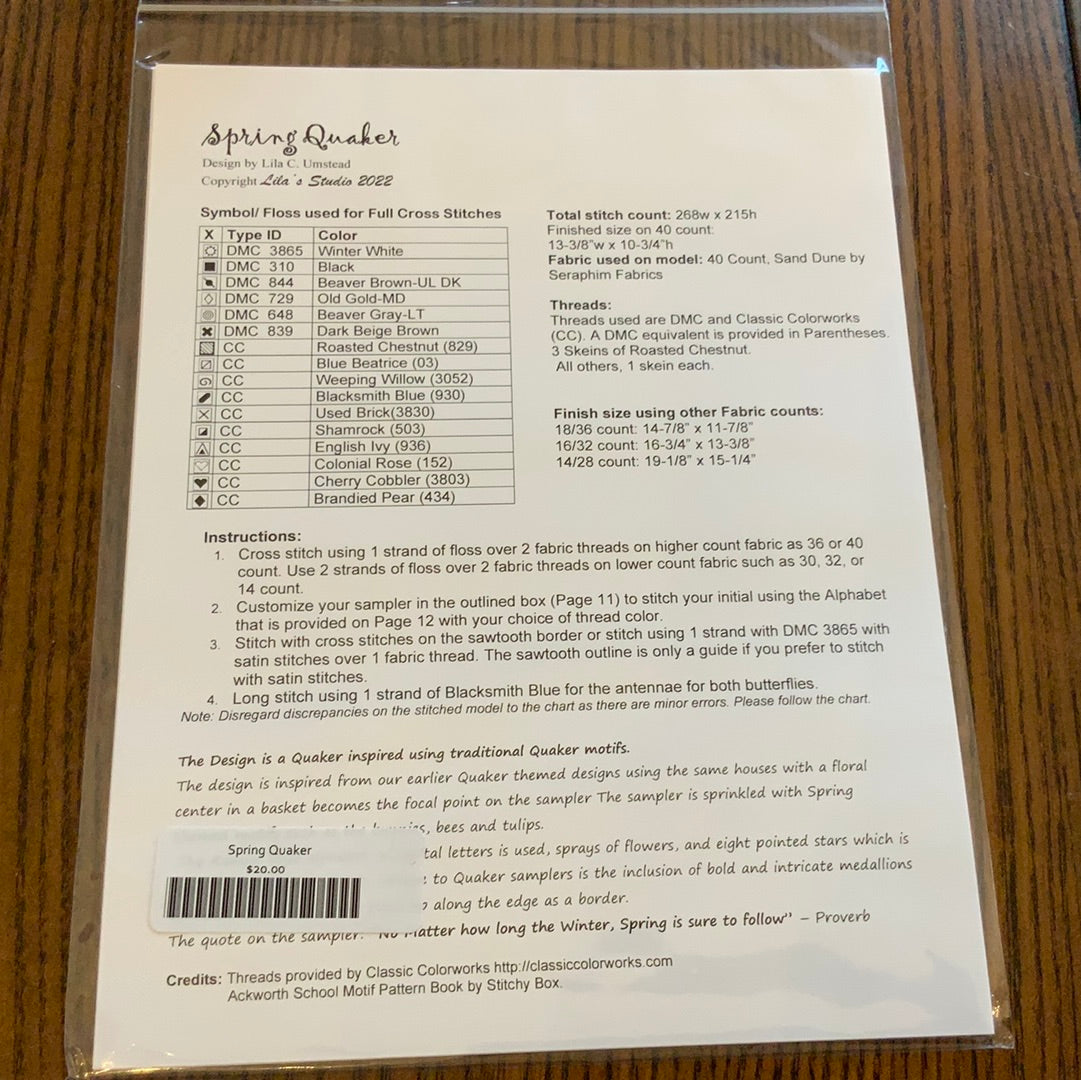 Spring Quaker
Design by Lila C. Umstead
Copyright Lila's Studio 2022
Symbol/ Floss used for Full Cross Stitches
X Type ID Color
DMC 3865 Winter White
DMC 310 Black
DMC 844 Beaver Brown-UL DK
DMC 729 Old Gold-MD
DMC 648 Beaver Gray-LT
DMC 839 Dark Beige Brown
CC Roasted Chestnut (829)
CC Blue Beatrice (03)
CC Weeping Willow (3052)
CC Blacksmith Blue (930)
CC Used Brick(3830)
CC Shamrock (503)
CC English Ivy (936)
CC Colonial Rose (152)
CC Cherry Cobbler (3803)
CC Brandied Pear (434)
Total stitch count: 268w x 215h
Finished size on 40 count:
13-3/8"w x 10-3/4"h
Fabric used on model: 40 Count, Sand Dune by
Seraphim Fabrics
Threads:
Threads used are DMC and Classic Colorworks
(CC). A DMC equivalent is provided in Parentheses.
3 Skeins of Roasted Chestnut.
All others, 1 skein each.
Finish size using other Fabric counts:
18/36 count: 14-7/8" x 11-7/8"
16/32 count: 16-3/4" x 13-3/8"
14/28 count: 19-1/8" x 15-1/4"
Instructions:
1. Cross stitch using 1 strand of floss over 2 fabric threads on higher count fabric as 36 or 40
count. Use 2 strands of floss over 2 fabric threads on lower count fabric such as 30, 32, or
14 count.
2. Customize your sampler in the outlined box (Page 11) to stitch your initial using the Alphabet
that is provided on Page 12 with your choice of thread color.
3. Stitch with cross stitches on the sawtooth border or stitch using 1 strand with DMC 3865 with
satin stitches over 1 fabric thread. The sawtooth outline is only a guide if you prefer to stitch
with satin stitches.
4. Long stitch using 1 strand of Blacksmith Blue for the antennae for both butterflies.
Note: Disregard discrepancies on the stitched model to the chart as there are minor errors. Please follow the chart.
The Design is a Quaker inspired using traditional Quaker motifs.
The design is inspired from our earlier Quaker themed designs using the same houses with a floral
center in a basket becomes the focal point on the sampler The sampler is sprinkled with Spring
, bees and tulips.
tal letters is used, sprays of flowers, and eight pointed stars which is
to Quaker samplers is the inclusion of bold and intricate medallions
along the edge as a border.
The quote on the sampler: "No Matter how long the Winter, Spring is sure to follow" – Proverb
Spring Quaker
$20.00
Credits: Threads provided by Classic Colorworks http://classiccolorworks.com
Ackworth School Motif Pattern Book by Stitchy Box.